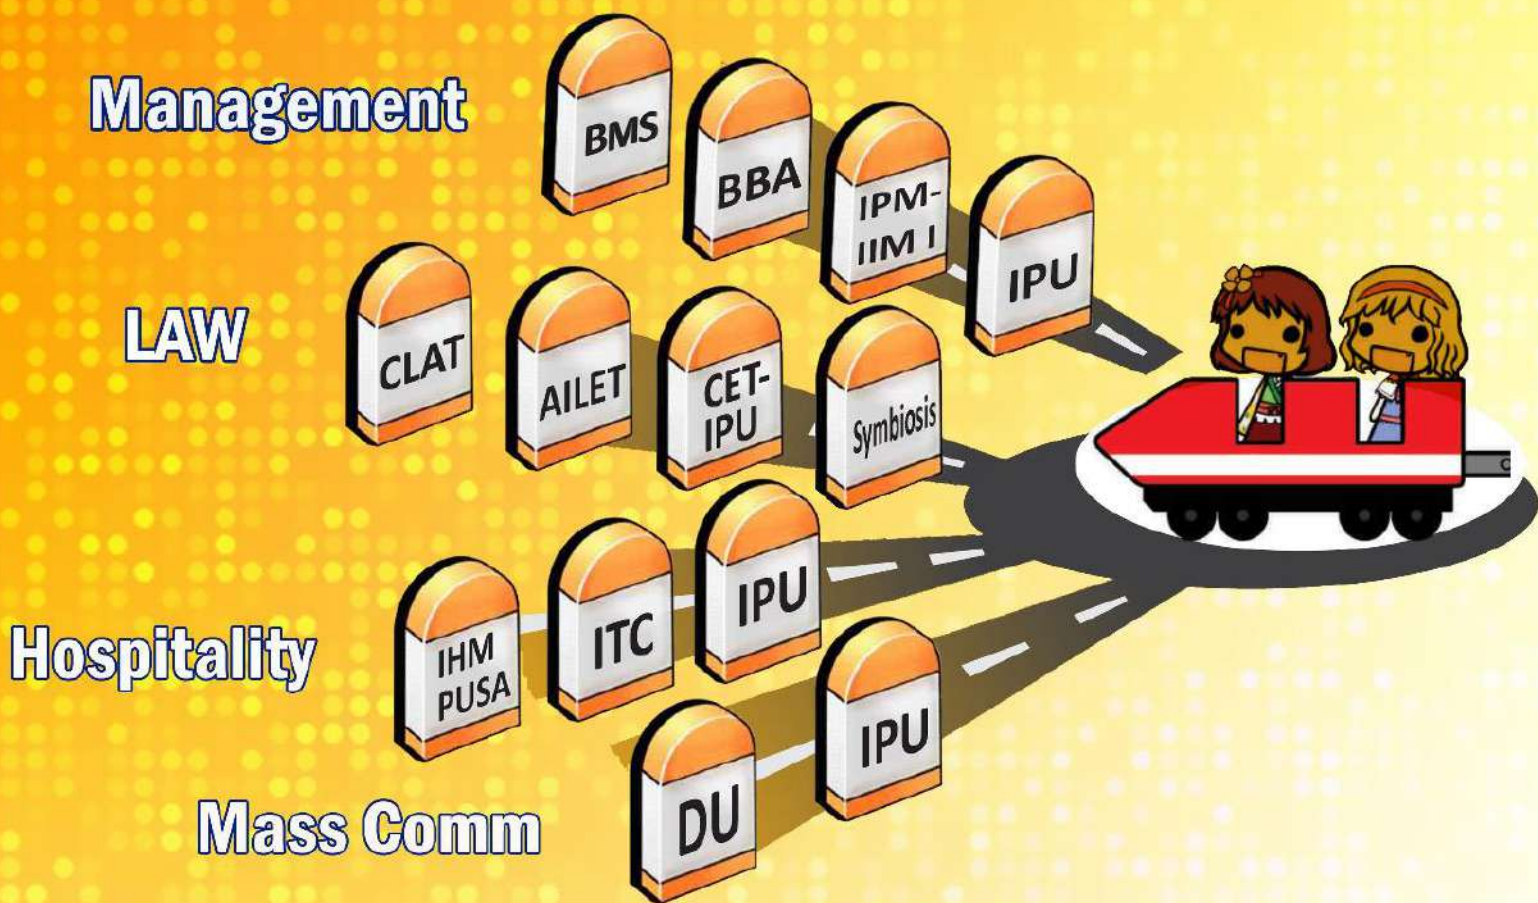 Management
BMS
BBA
IPM-
IIM I
IPU
LAW
CLAT
AILET
CET-
IPU
Symbiosis
Hospitality
IHM
PUSA
ITC
IPU
Mass Comm
DU
IPU